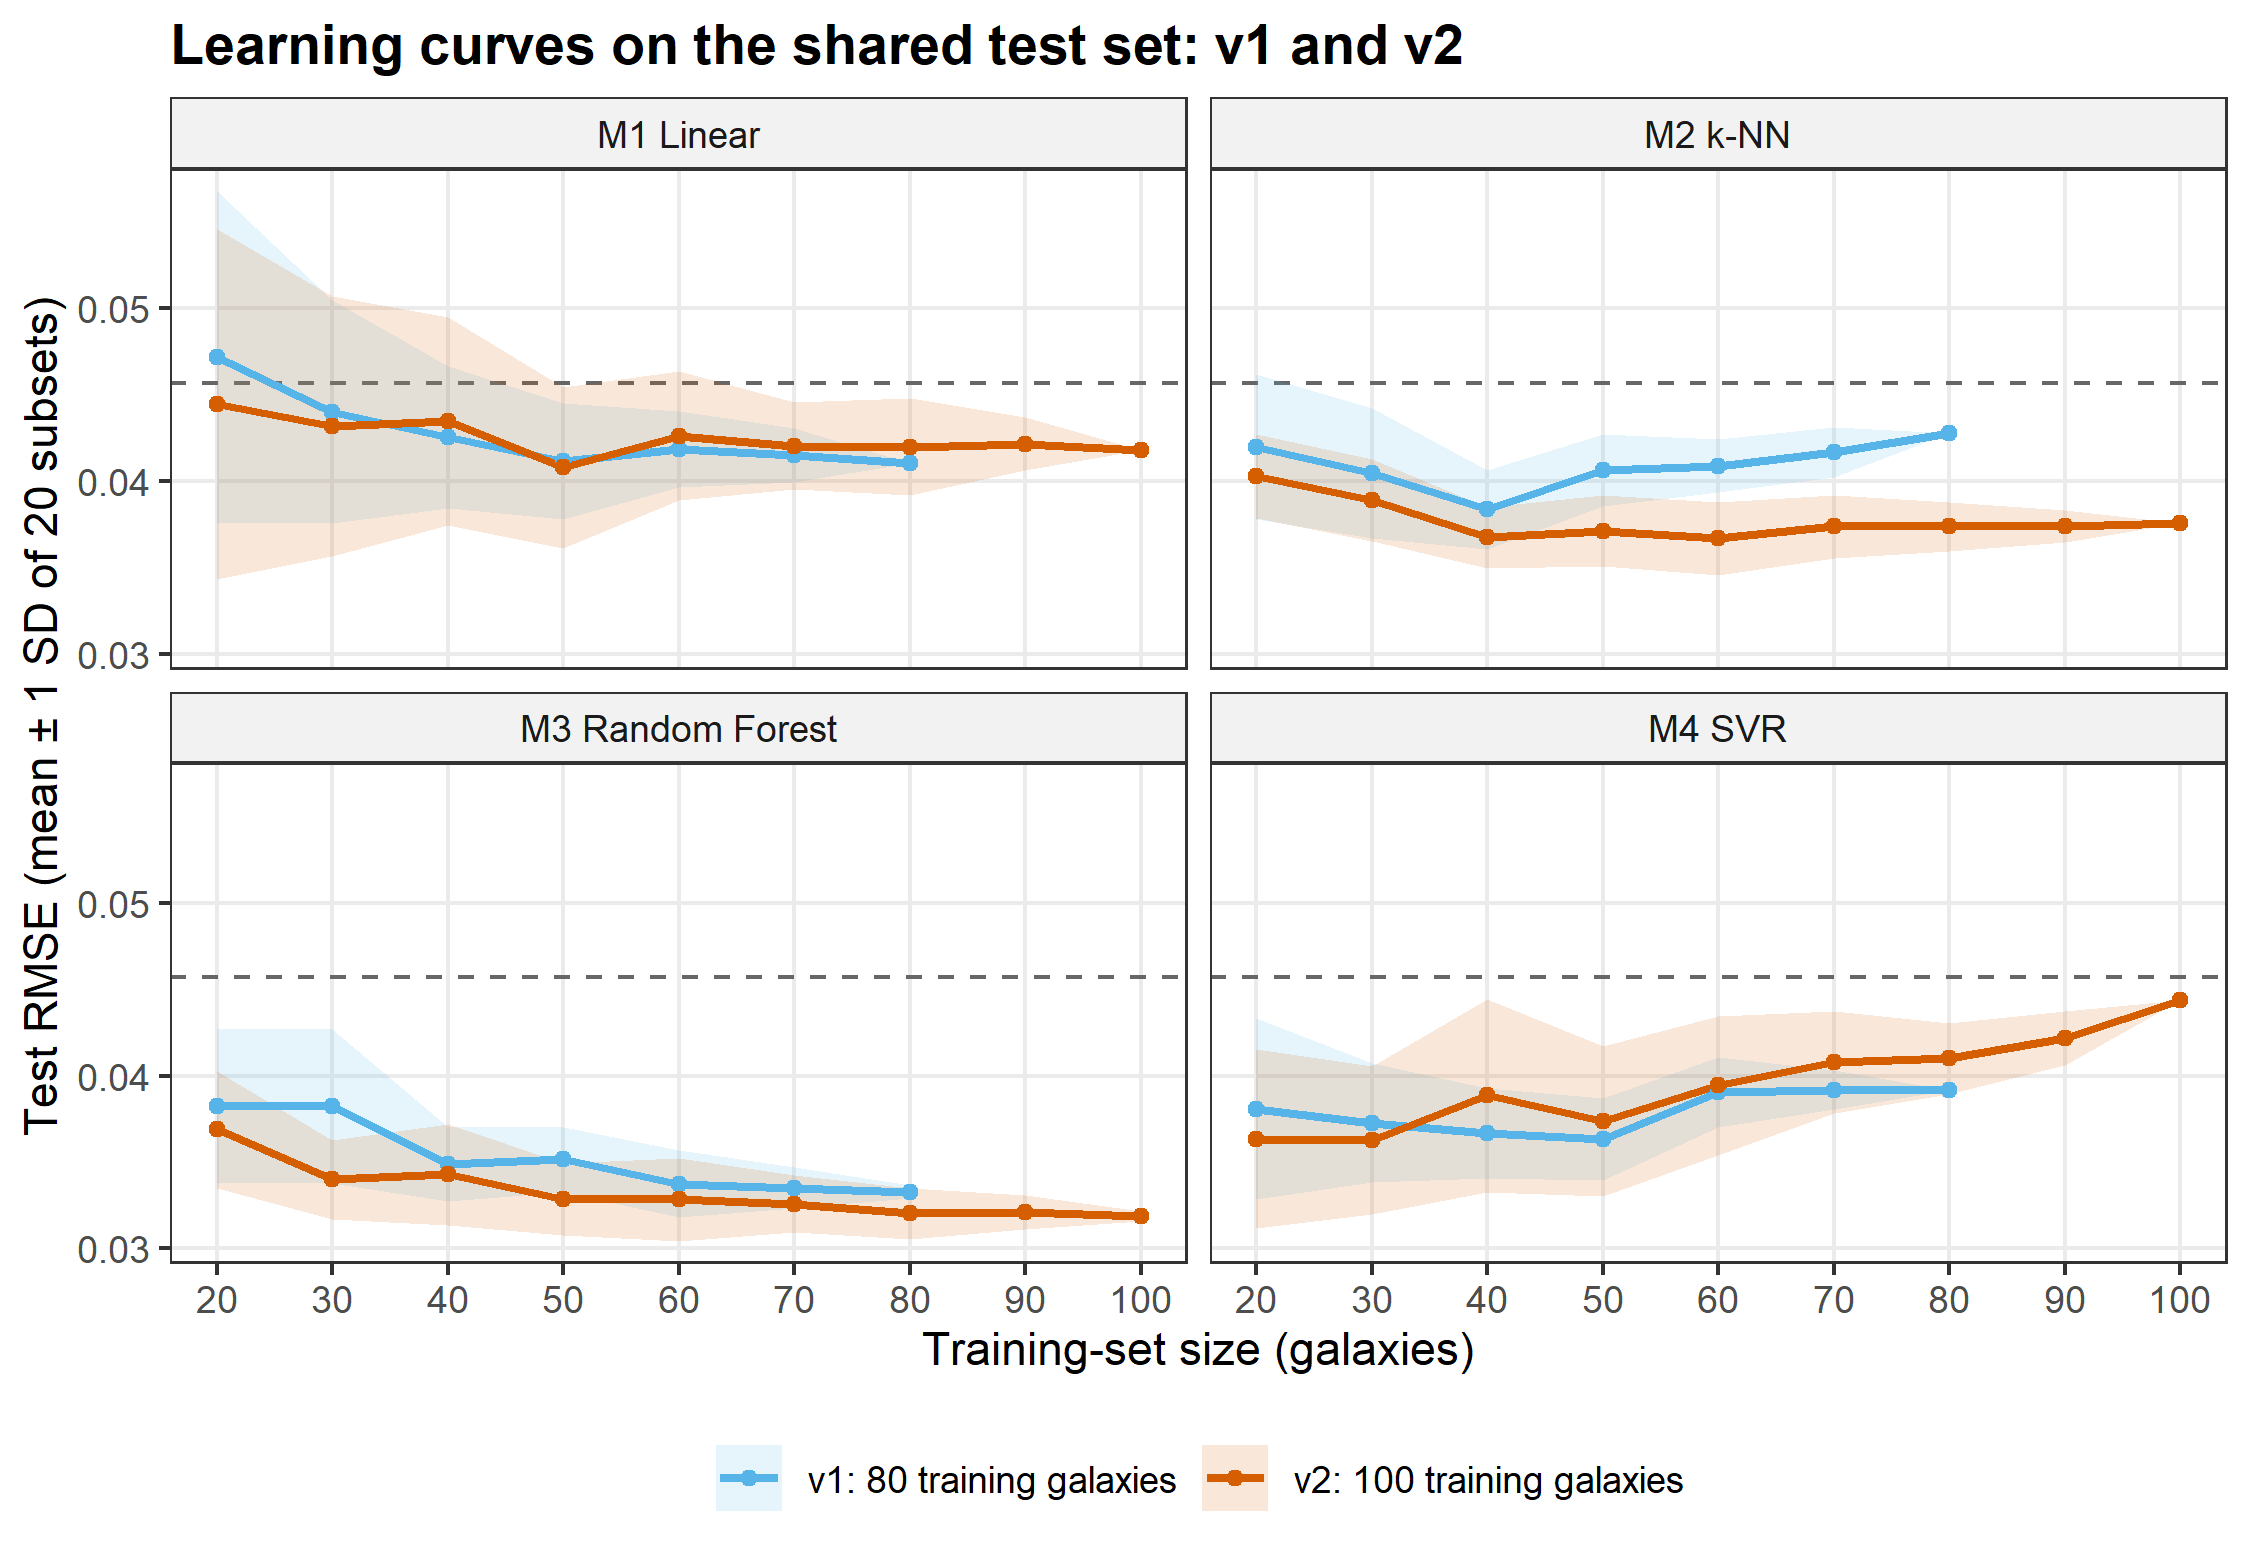 Learning curves on the shared test set: v1 and v2
Test RMSE (mean ± 1 SD of 20 subsets)
M1 Linear
M2 k-NN
0.05
0.04
0.03
M3 Random Forest
M4 SVR
0.05
0.04
0.03
20 30 40 50 60 70 80 90 100
20 30 40 50 60 70 80 90 100
Training-set size (galaxies)
v1: 80 training galaxies
v2: 100 training galaxies